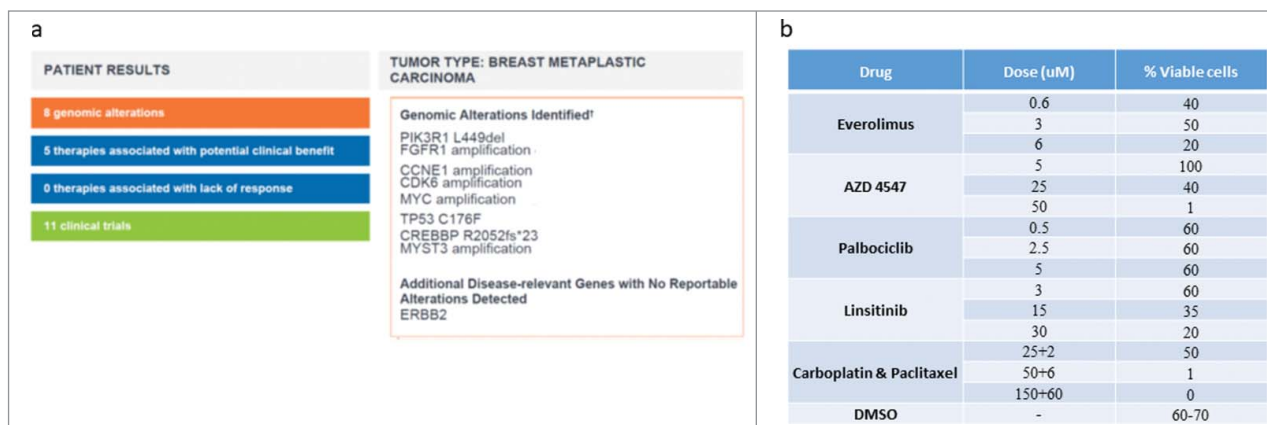 a
PATIENT RESULTS
8 genomic alterations
5 therapies associated with potential clinical benefit
0 therapies associated with lack of response
11 clinical trials
TUMOR TYPE: BREAST METAPLASTIC
CARCINOMA
Genomic Alterations Identified†
PIK3R1 L449del
FGFR1 amplification
CCNE1 amplification
CDK6 amplification
MYC amplification
TP53 C176F
CREBBP R2052fs*23
MYST3 amplification
Additional Disease-relevant Genes with No Reportable
Alterations Detected
ERBB2
b
Drug Dose (uM) % Viable cells
Everolimus 0.6 40
3 50
6 20
AZD 4547 5 100
25 40
50 1
Palbociclib 0.5 60
2.5 60
5 60
Linsitinib 3 60
15 35
30 20
Carboplatin & Paclitaxel 25+2 50
50+6 1
150+60 0
DMSO - 60-70